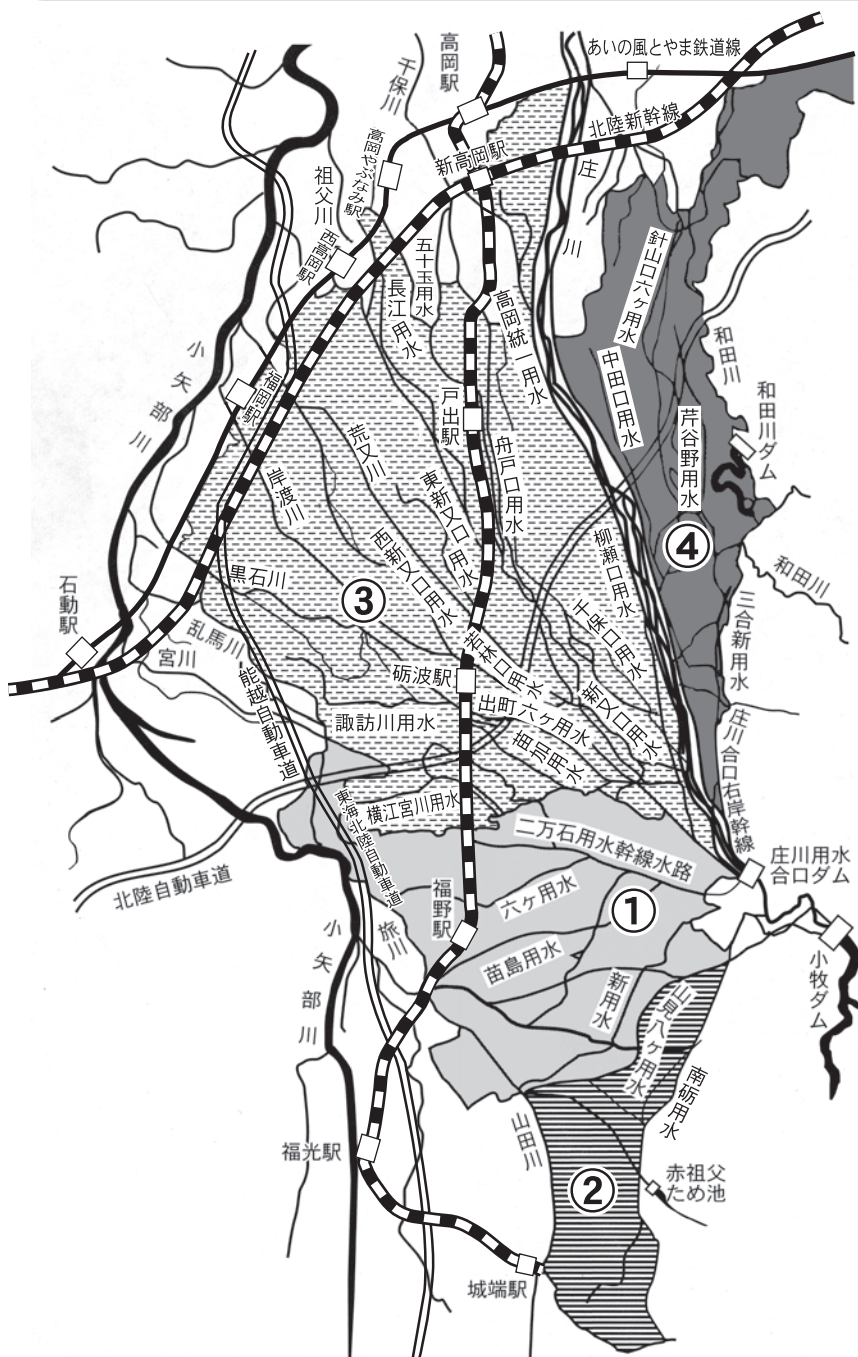 あいの風とやま鉄道線
高岡駅
千保川
北陸新幹線
新高岡駅
高岡やぶなみ駅
庄川
祖父川
西高岡駅
五十玉用水
長江用水
高岡統一用水
針山口六ヶ用水
和田川
小矢部川
福岡駅
戸出駅
中田口用水
和田川ダム
芹谷野用水
荒又川
岸渡川
舟戸口用水
東新又口用水
西新又口用水
④
柳瀬口用水
黒石川
③
和田川
石動駅
乱馬川
宮川
三合新用水
千保口用水
若林口用水
砺波駅
能越自動車道
出町六ヶ用水
新又口用水
諏訪川用水
苗加用水
庄川合口右岸幹線
横江宮川用水
東海北陸自動車道
二万石用水幹線水路
庄川用水
合口ダム
北陸自動車道
福野駅
六ヶ用水
①
旅川
小矢部川
苗島用水
新用水
小牧ダム
山見八ヶ用水
南砺用水
山田川
福光駅
②
赤祖父
ため池
城端駅